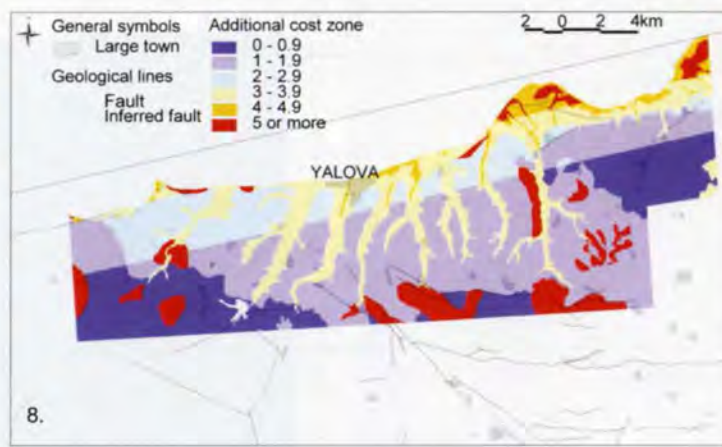 General symbols
Large town
Geological lines
Fault
Inferred fault
Additional cost zone
0 - 0.9
1 - 1.9
2 - 2.9
3 - 3.9
4 - 4.9
5 or more
2 0 2 4km
YALOVA
8.